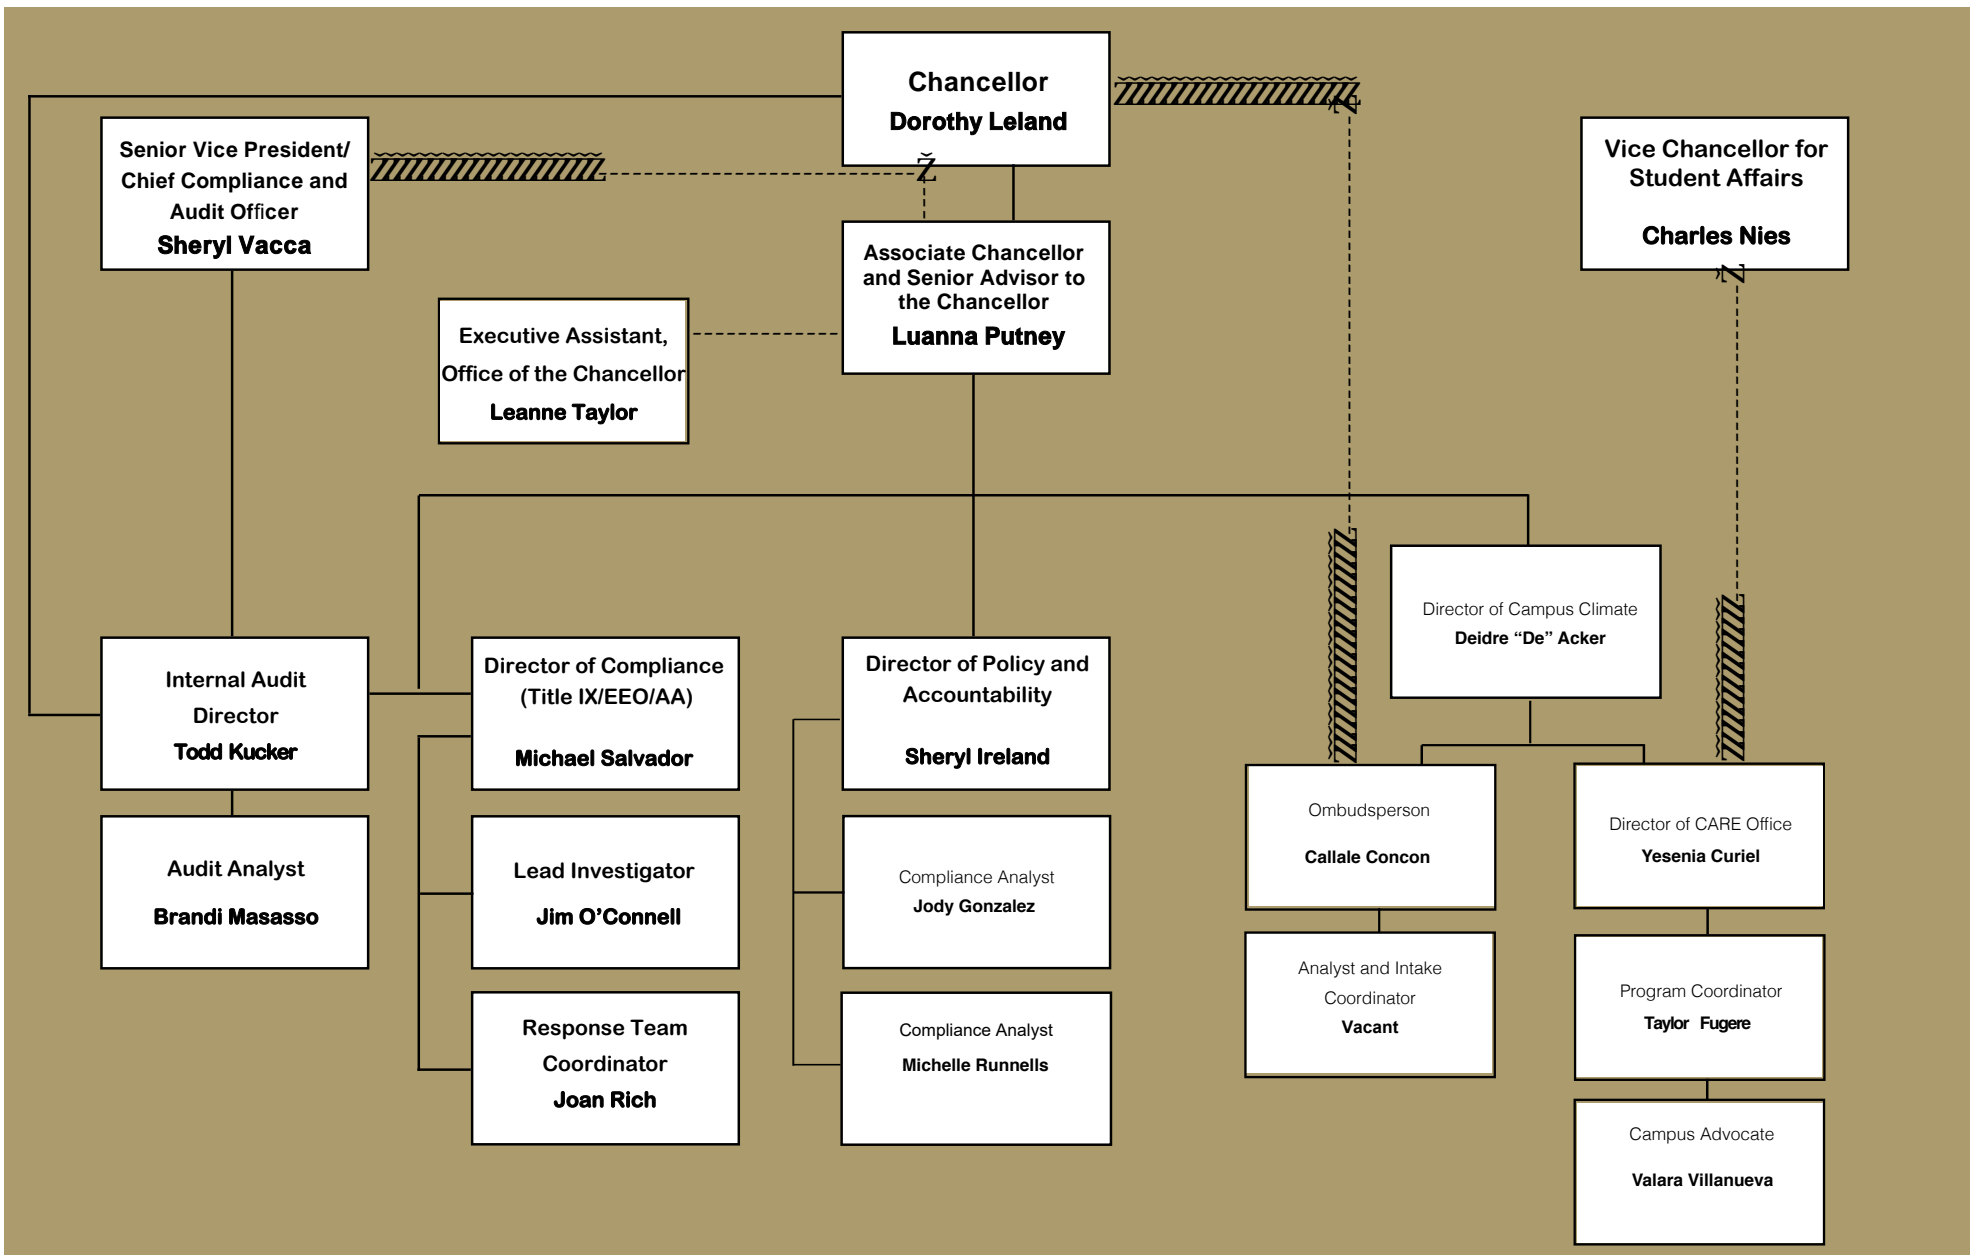 Chancellor
Dorothy Leland
Senior Vice President/
Chief Compliance and
Audit Officer
Sheryl Vacca
Vice Chancellor for
Student Affairs
Charles Nies
Associate Chancellor
and Senior Advisor to
the Chancellor
Luanna Putney
Executive Assistant,
Office of the Chancellor
Leanne Taylor
Director of Campus Climate
Deidre “De” Acker
Internal Audit
Director
Todd Kucker
Director of Compliance
(Title IX/EEO/AA)
Michael Salvador
Director of Policy and
Accountability
Sheryl Ireland
Ombudsperson
Callale Concon
Director of CARE Office
Yesenia Curiel
Audit Analyst
Brandi Masasso
Lead Investigator
Jim O’Connell
Compliance Analyst
Jody Gonzalez
Analyst and Intake
Coordinator
Vacant
Program Coordinator
Taylor Fugere
Response Team
Coordinator
Joan Rich
Compliance Analyst
Michelle Runnells
Campus Advocate
Valara Villanueva